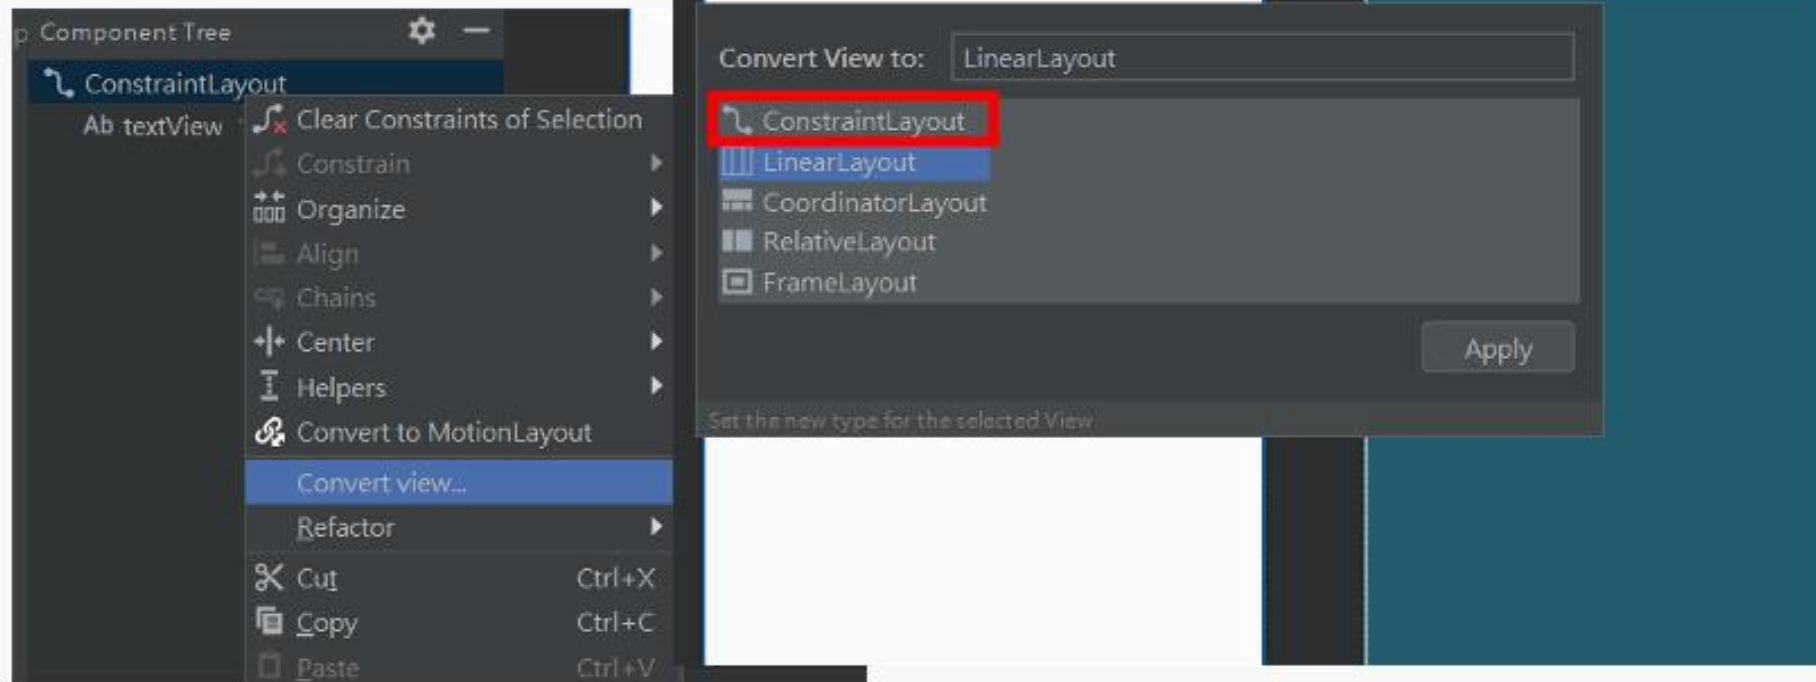 p Component Tree
ConstraintLayout
Ab textView
Clear Constraints of Selection
Constrain
Organize
Align
Chains
Center
Helpers
Convert to MotionLayout
Convert view...
Refactor
Cut Ctrl+X
Copy Ctrl+C
Paste Ctrl+V
Convert View to: LinearLayout
ConstraintLayout
LinearLayout
CoordinatorLayout
RelativeLayout
FrameLayout
Apply
Set the new type for the selected View